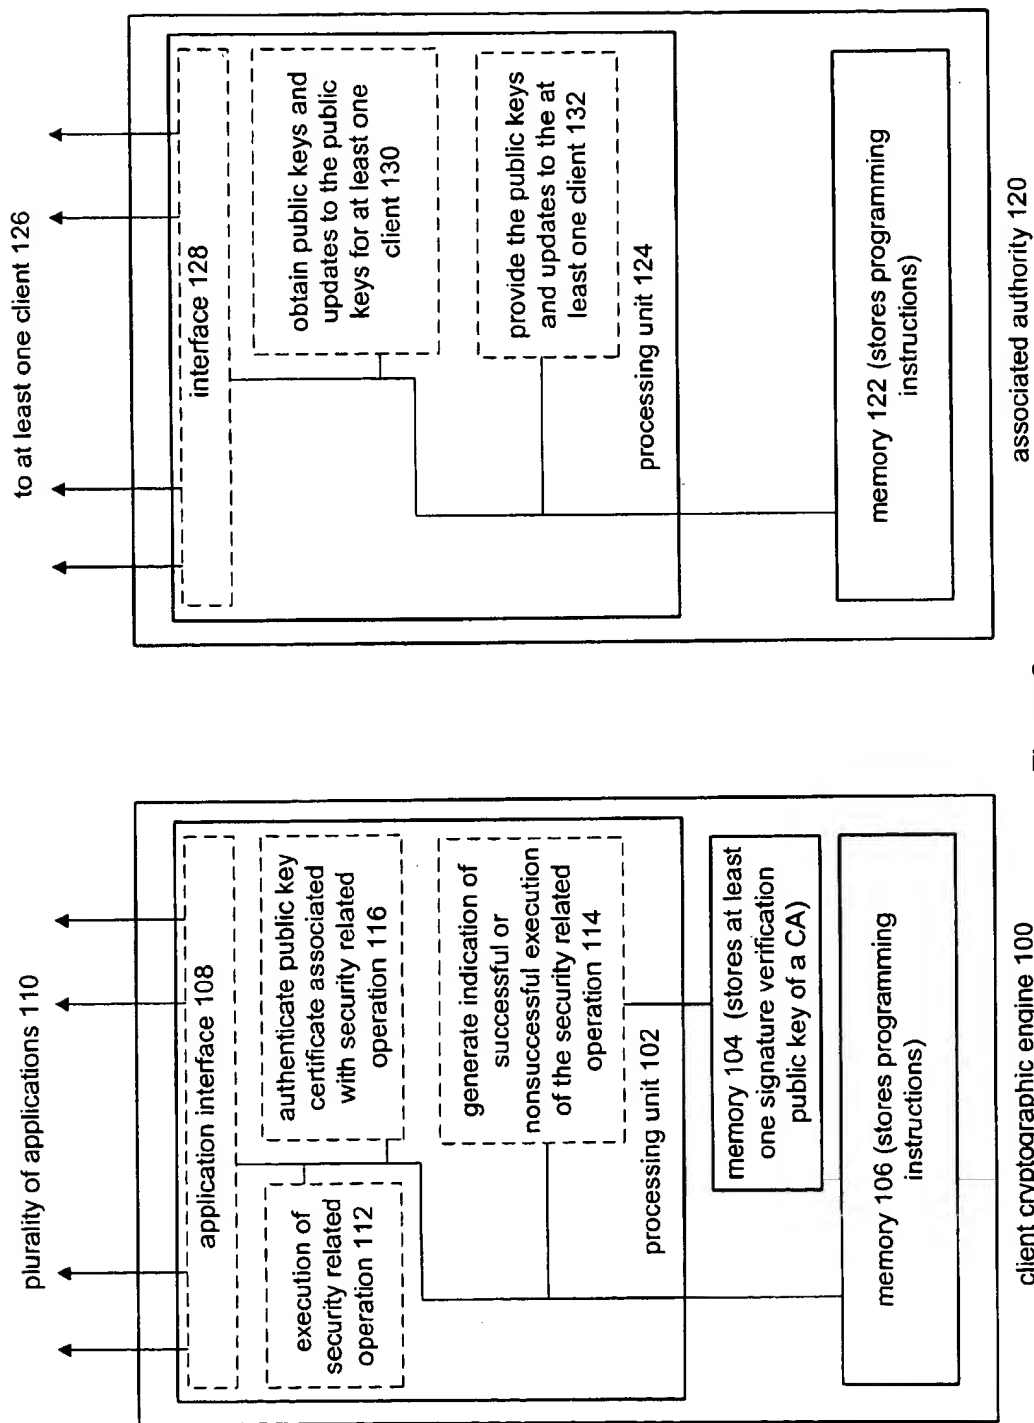 plurality of applications 110
application interface 108
execution of
security related
operation 112
authenticate public key
certificate associated
with security related
operation 116
generate indication of
successful or
nonsuccessful execution
of the security related
operation 114
processing unit 102
memory 104 (stores at least
one signature verification
public key of a CA)
memory 106 (stores programming
instructions)
client cryptographic engine 100
to at least one client 126
interface 128
obtain public keys and
updates to the public
keys for at least one
client 130
provide the public keys
and updates to the at
least one client 132
processing unit 124
memory 122 (stores programming
instructions)
associated authority 120